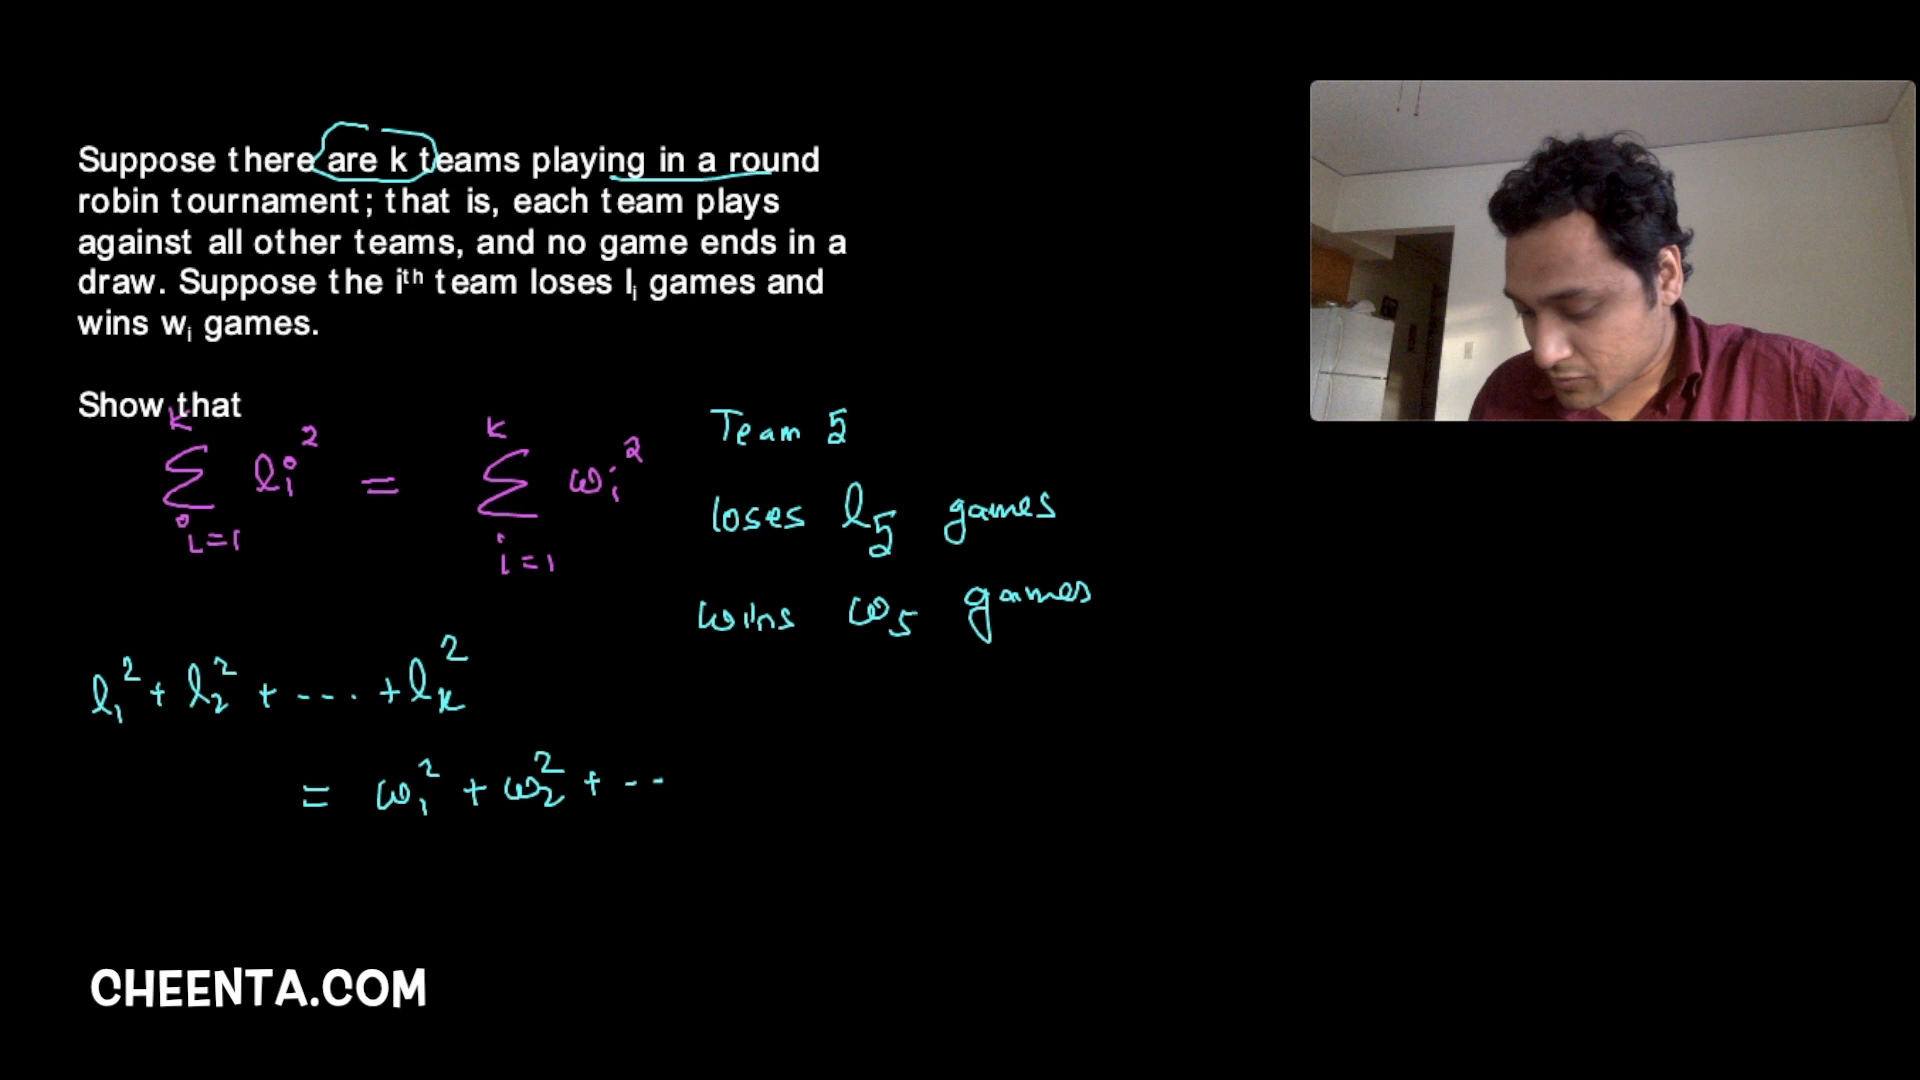 Suppose there are k teams playing in a round
robin tournament; that is, each team plays
against all other teams, and no game ends in a
draw. Suppose the iᵗʰ team loses lᵢ games and
wins wᵢ games.
Show that
k
∑ lᵢ² = ∑ wᵢ²
i=1
k
i=1
Team 5
loses l₅ games
wins w₅ games
l₁² + l₂² + ---. + lₖ²
= w₁² + w₂² + --
CHEENTA.COM